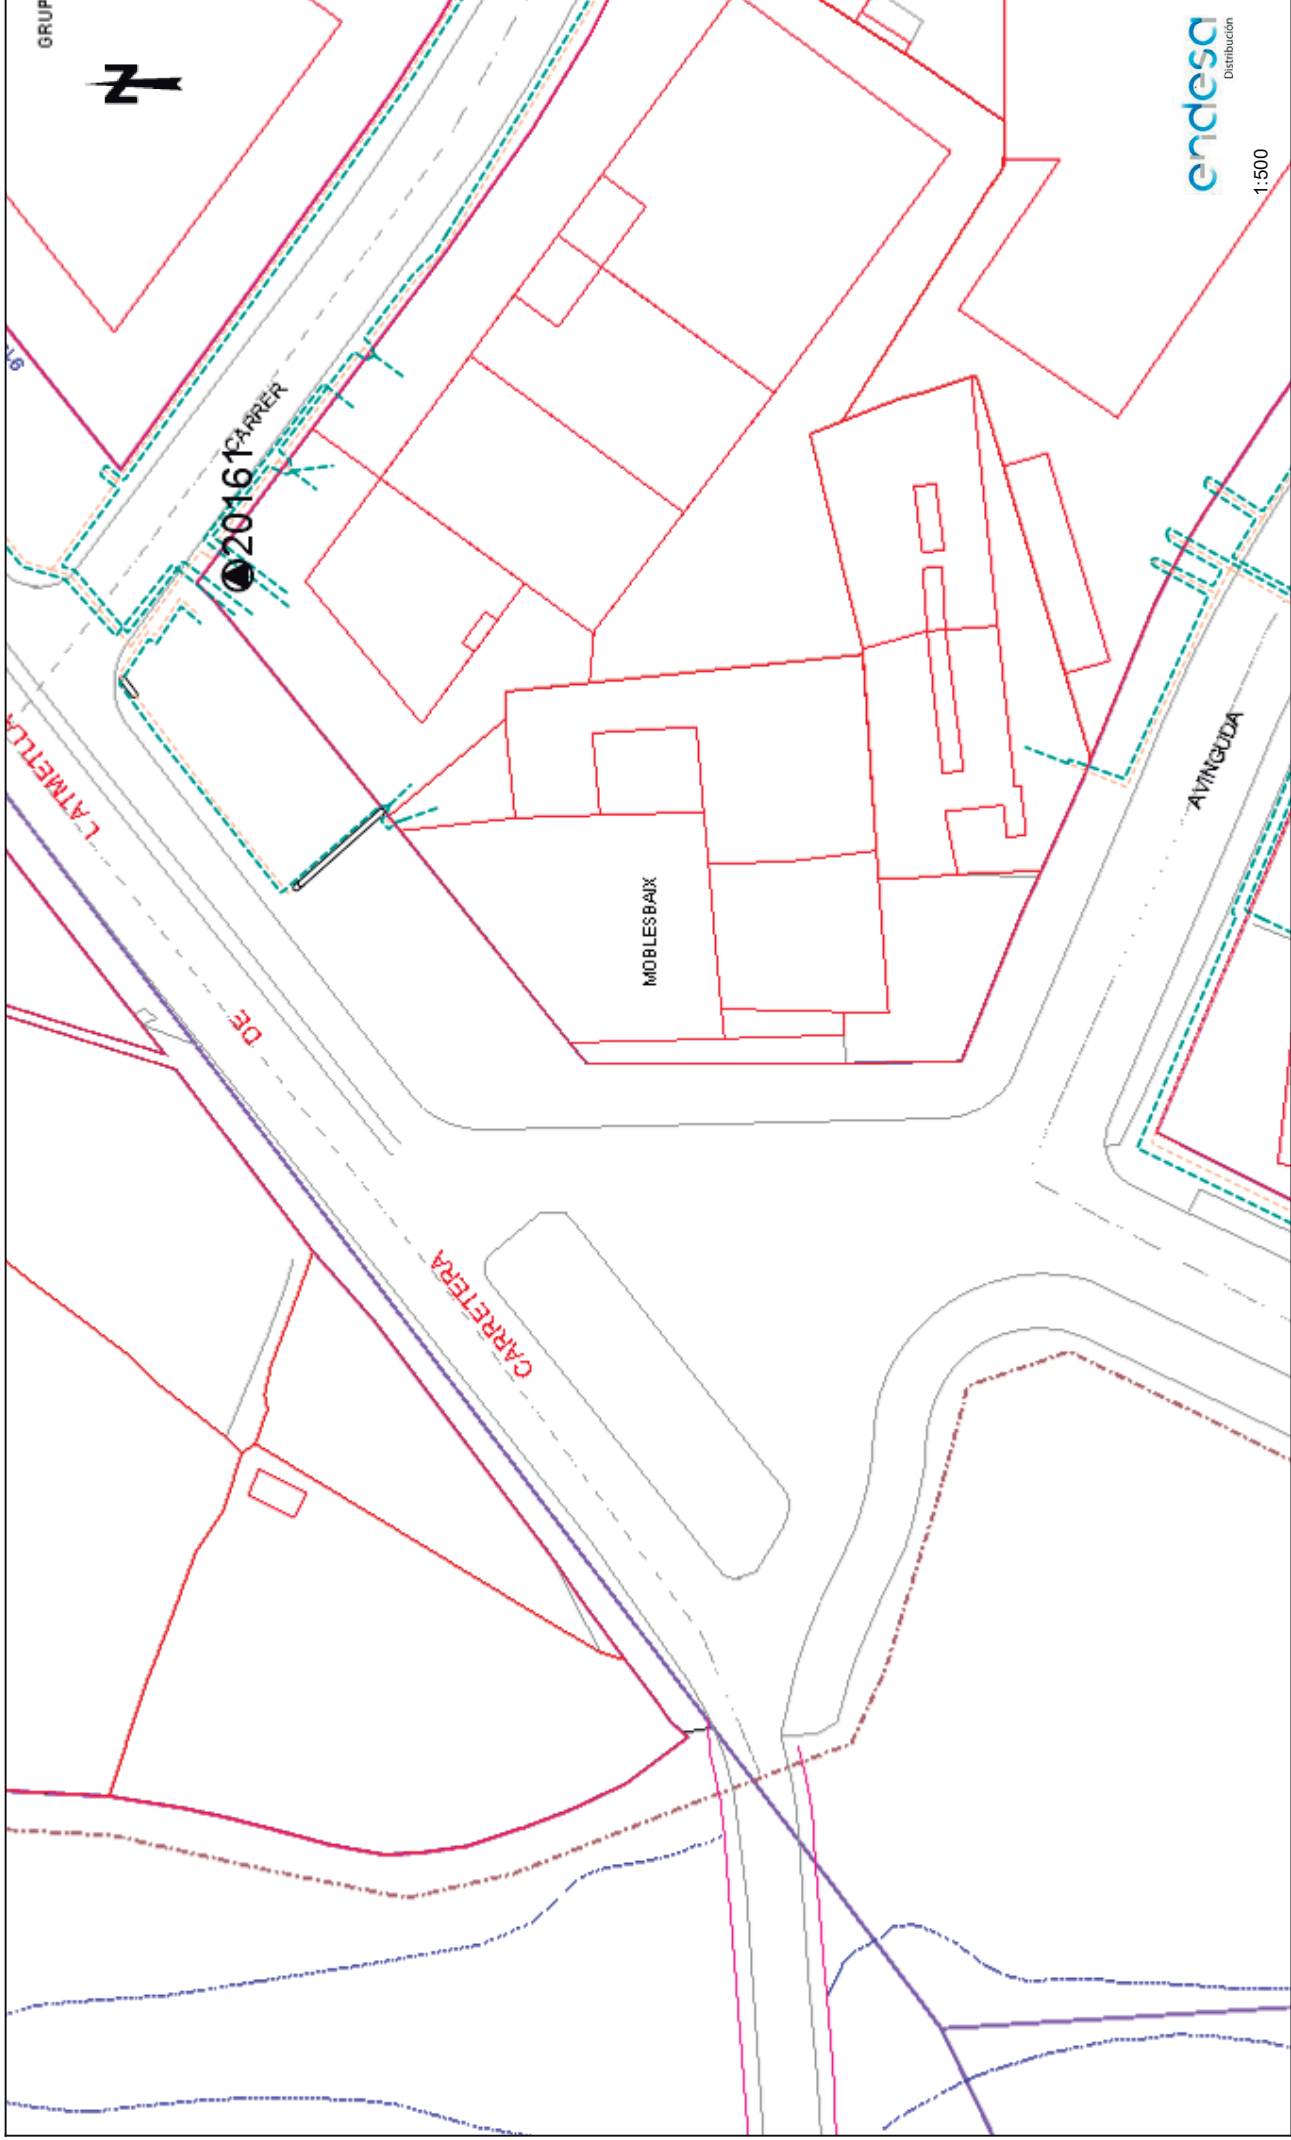 GRUP
N
20161
CARRER
CARRETERA
DE
L'ATMETLLA
MOBLESBAIX
AVINGUDA
endesa
Distribución
1:500